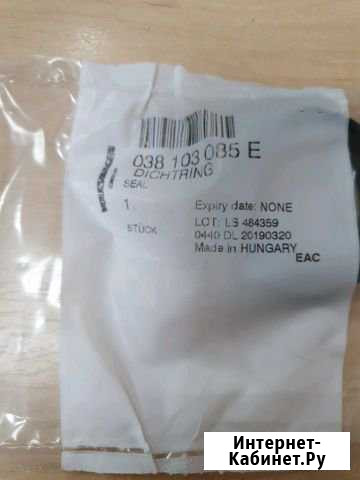 038 103 085 E
DICHTRING
SEAL
1
STÜCK
Expiry date: NONE
LOT: LS 484359
0440 DL 20190320
Made in HUNGARY
EAC
Интернет-
Кабинет.Ру